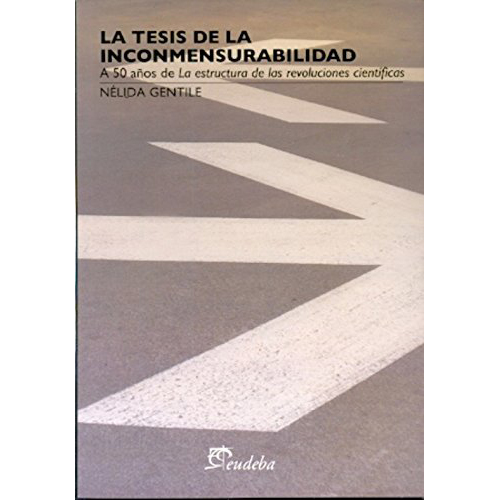 LA TESIS DE LA
INCONMENSURABILIDAD
A 50 años de La estructura de las revoluciones científicas
NÉLIDA GENTILE
eudeba